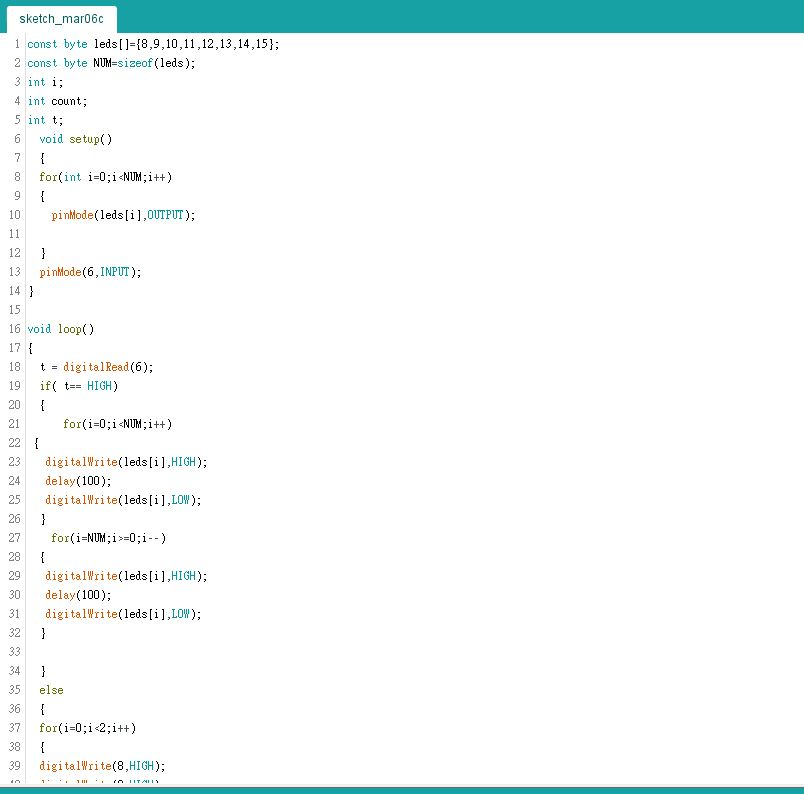 sketch_mar06c
1 const byte leds[]={8,9,10,11,12,13,14,15};
2 const byte NUM=sizeof(leds);
3 int i;
4 int count;
5 int t;
6 void setup()
7 {
8 for(int i=0;i<NUM;i++)
9 {
10 pinMode(leds[i],OUTPUT);
11
12 }
13 pinMode(6,INPUT);
14 }
15
16 void loop()
17 {
18 t = digitalRead(6);
19 if( t== HIGH)
20 {
21 for(i=0;i<NUM;i++)
22 {
23 digitalWrite(leds[i],HIGH);
24 delay(100);
25 digitalWrite(leds[i],LOW);
26 }
27 for(i=NUM;i>=0;i--)
28 {
29 digitalWrite(leds[i],HIGH);
30 delay(100);
31 digitalWrite(leds[i],LOW);
32 }
33
34 }
35 else
36 {
37 for(i=0;i<2;i++)
38 {
39 digitalWrite(8,HIGH);